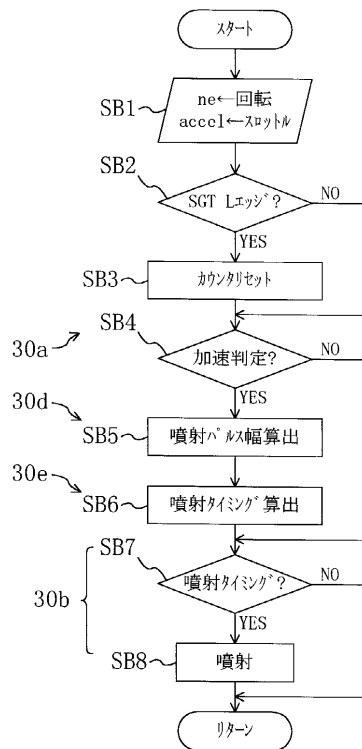 スタート
SB1
ne←回転
accel←スロットル
SB2
SGT Lエッジ?
NO
YES
SB3
カウンタリセット
SB4
30a
加速判定?
NO
YES
30d
SB5
噴射パルス幅算出
30e
SB6
噴射タイミング算出
SB7
噴射タイミング?
NO
30b
YES
SB8
噴射
リターン